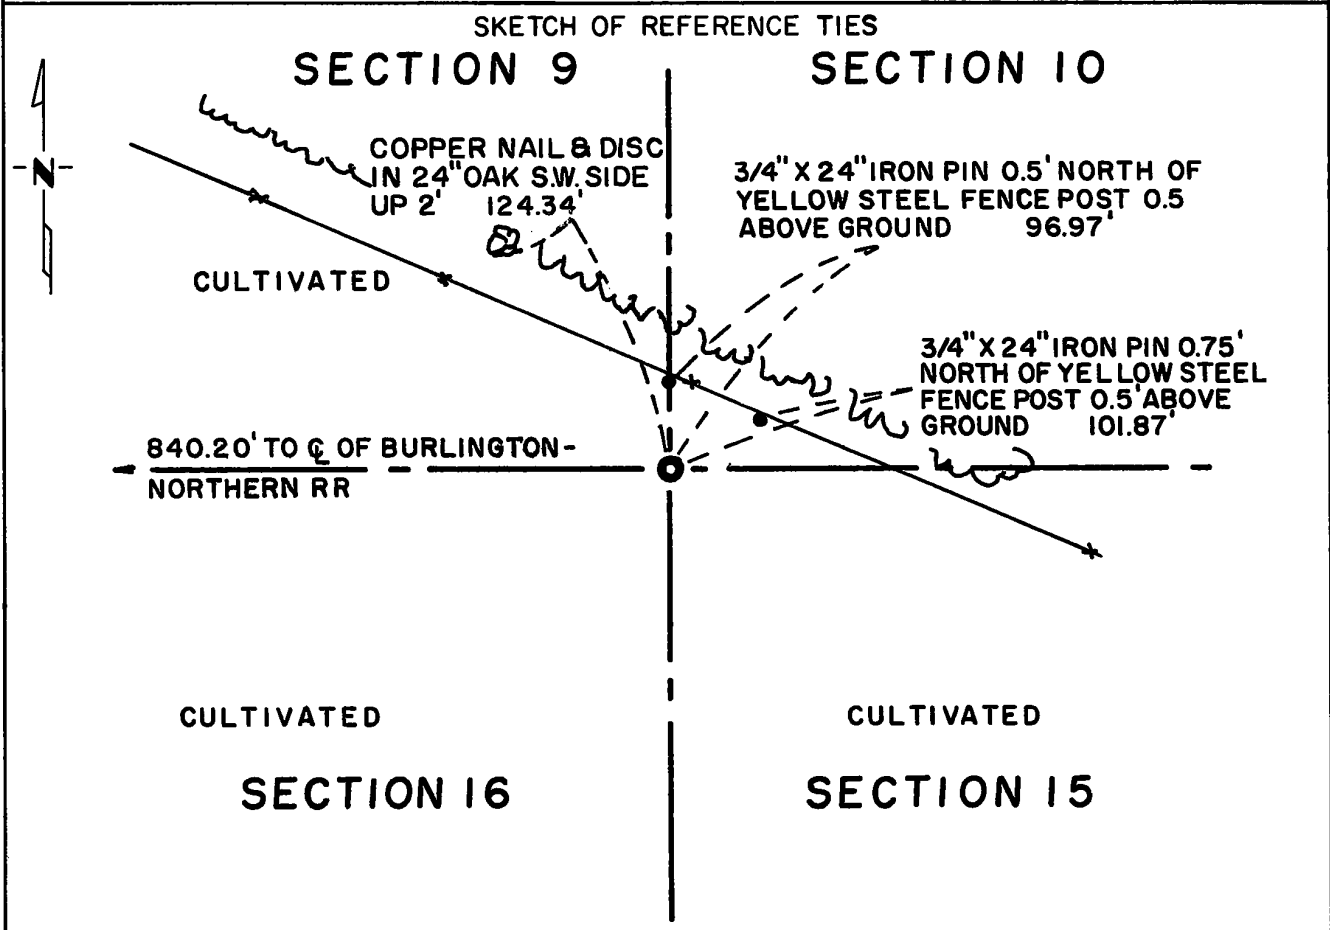 SKETCH OF REFERENCE TIES
SECTION 9
SECTION 10
-N-
COPPER NAIL & DISC
IN 24" OAK S.W. SIDE
UP 2' 124.34'
3/4" X 24" IRON PIN 0.5' NORTH OF
YELLOW STEEL FENCE POST 0.5
ABOVE GROUND 96.97'
CULTIVATED
3/4" X 24" IRON PIN 0.75'
NORTH OF YELLOW STEEL
FENCE POST 0.5' ABOVE
GROUND 101.87'
840.20' TO ℄ OF BURLINGTON-
NORTHERN RR
CULTIVATED
CULTIVATED
SECTION 16
SECTION 15